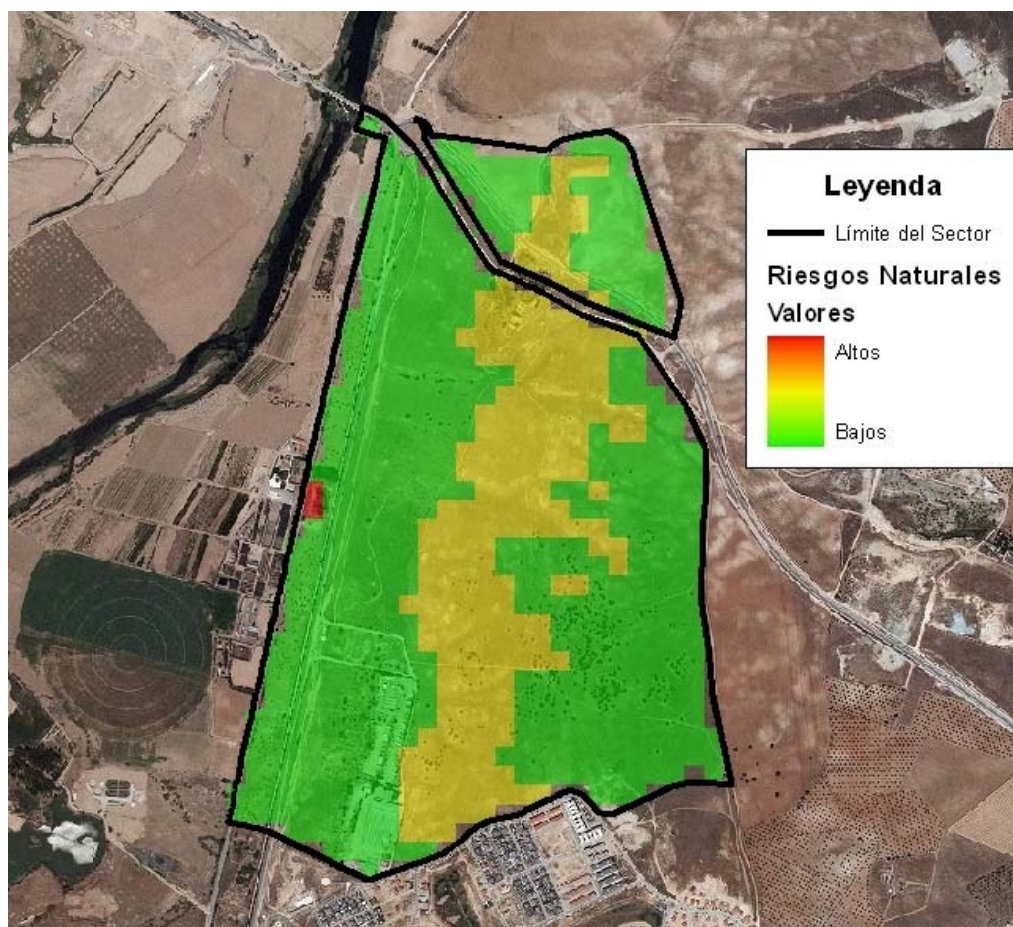 Leyenda
Límite del Sector
Riesgos Naturales
Valores
Altos
Bajos